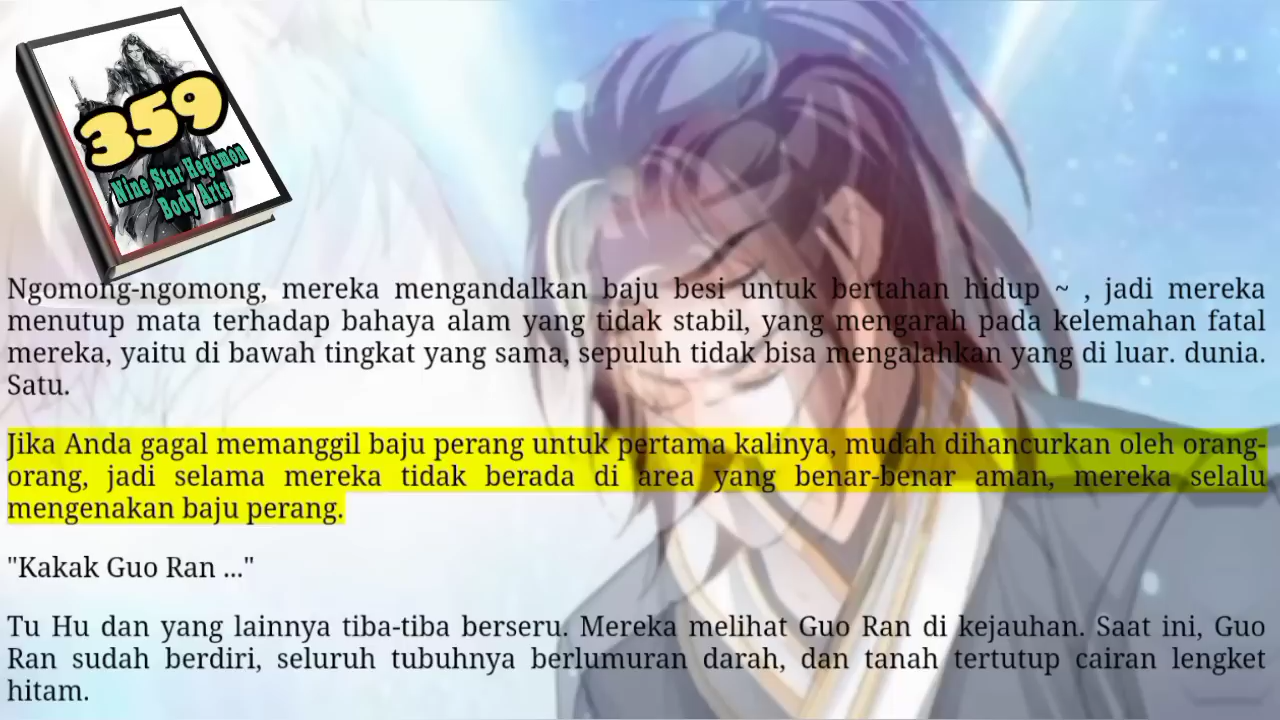 359
Nine Star Hegemon
Body Arts
Ngomong-ngomong, mereka mengandalkan baju besi untuk bertahan hidup ~ , jadi mereka
menutup mata terhadap bahaya alam yang tidak stabil, yang mengarah pada kelemahan fatal
mereka, yaitu di bawah tingkat yang sama, sepuluh tidak bisa mengalahkan yang di luar. dunia.
Satu.
Jika Anda gagal memanggil baju perang untuk pertama kalinya, mudah dihancurkan oleh orang-
orang, jadi selama mereka tidak berada di area yang benar-benar aman, mereka selalu
mengenakan baju perang.
"Kakak Guo Ran ..."
Tu Hu dan yang lainnya tiba-tiba berseru. Mereka melihat Guo Ran di kejauhan. Saat ini, Guo
Ran sudah berdiri, seluruh tubuhnya berlumuran darah, dan tanah tertutup cairan lengket
hitam.